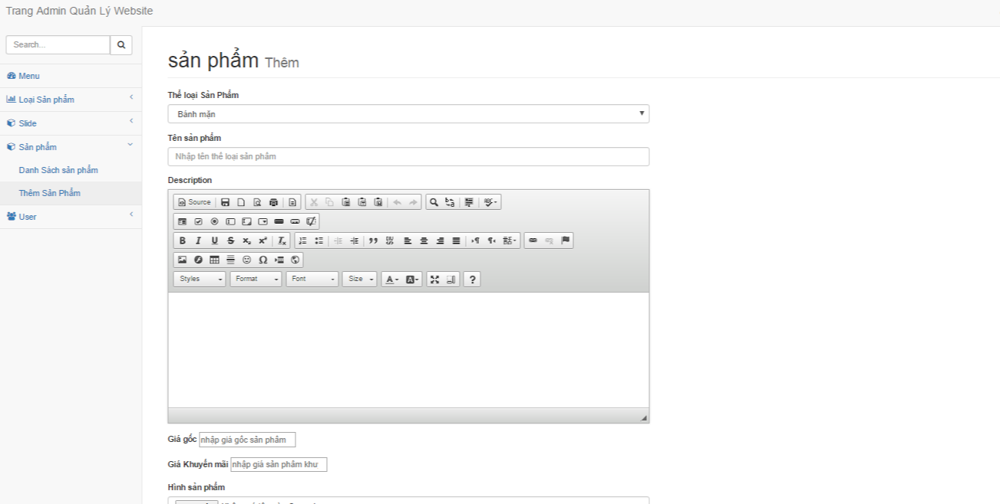 Trang Admin Quản Lý Website
Search...
Menu
Loại Sản phẩm
Slide
Sản phẩm
Danh Sách sản phẩm
Thêm Sản Phẩm
User
sản phẩm Thêm
Thể loại Sản Phẩm
Bánh mặn
Tên sản phẩm
Nhập tên thể loại sản phẩm
Description
Source
Styles Format Font Size
Giá gốc nhập giá gốc sản phẩm
Giá Khuyến mãi nhập giá sản phẩm khu
Hình sản phẩm